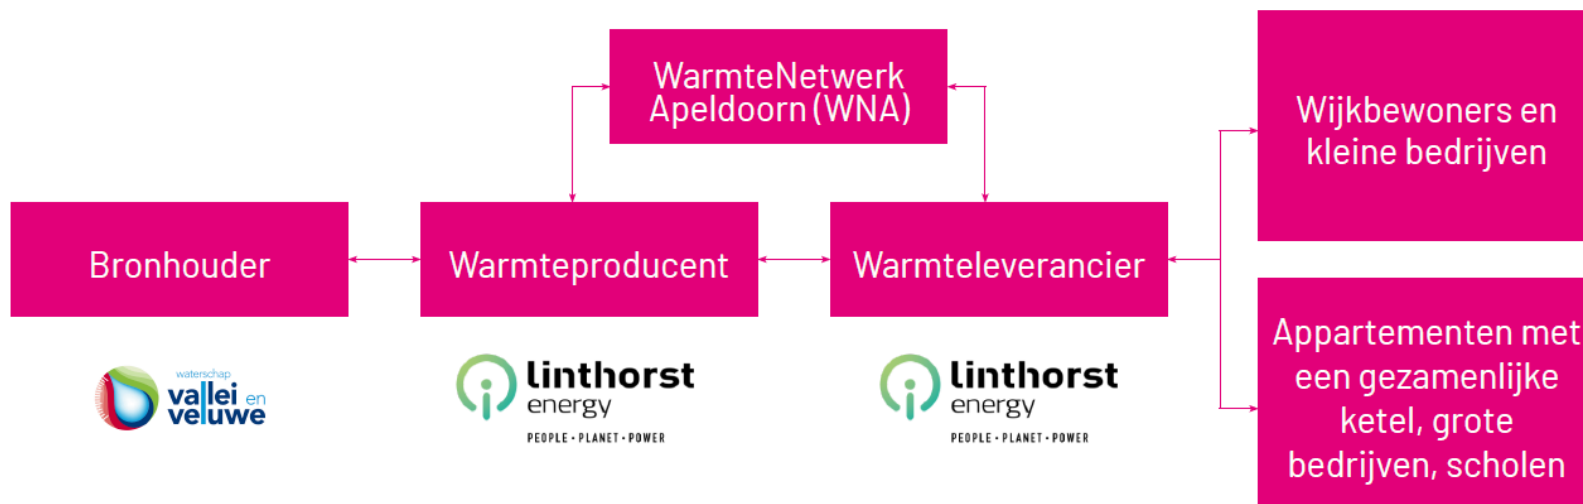 WarmteNetwerk
Apeldoorn (WNA)
Wijkbewoners en
kleine bedrijven
Bronhouder
Warmteproducent
Warmteleverancier
Appartementen met
een gezamenlijke
ketel, grote
bedrijven, scholen
waterschap
vallei en
veluwe
linthorst
energy
PEOPLE • PLANET • POWER
linthorst
energy
PEOPLE • PLANET • POWER